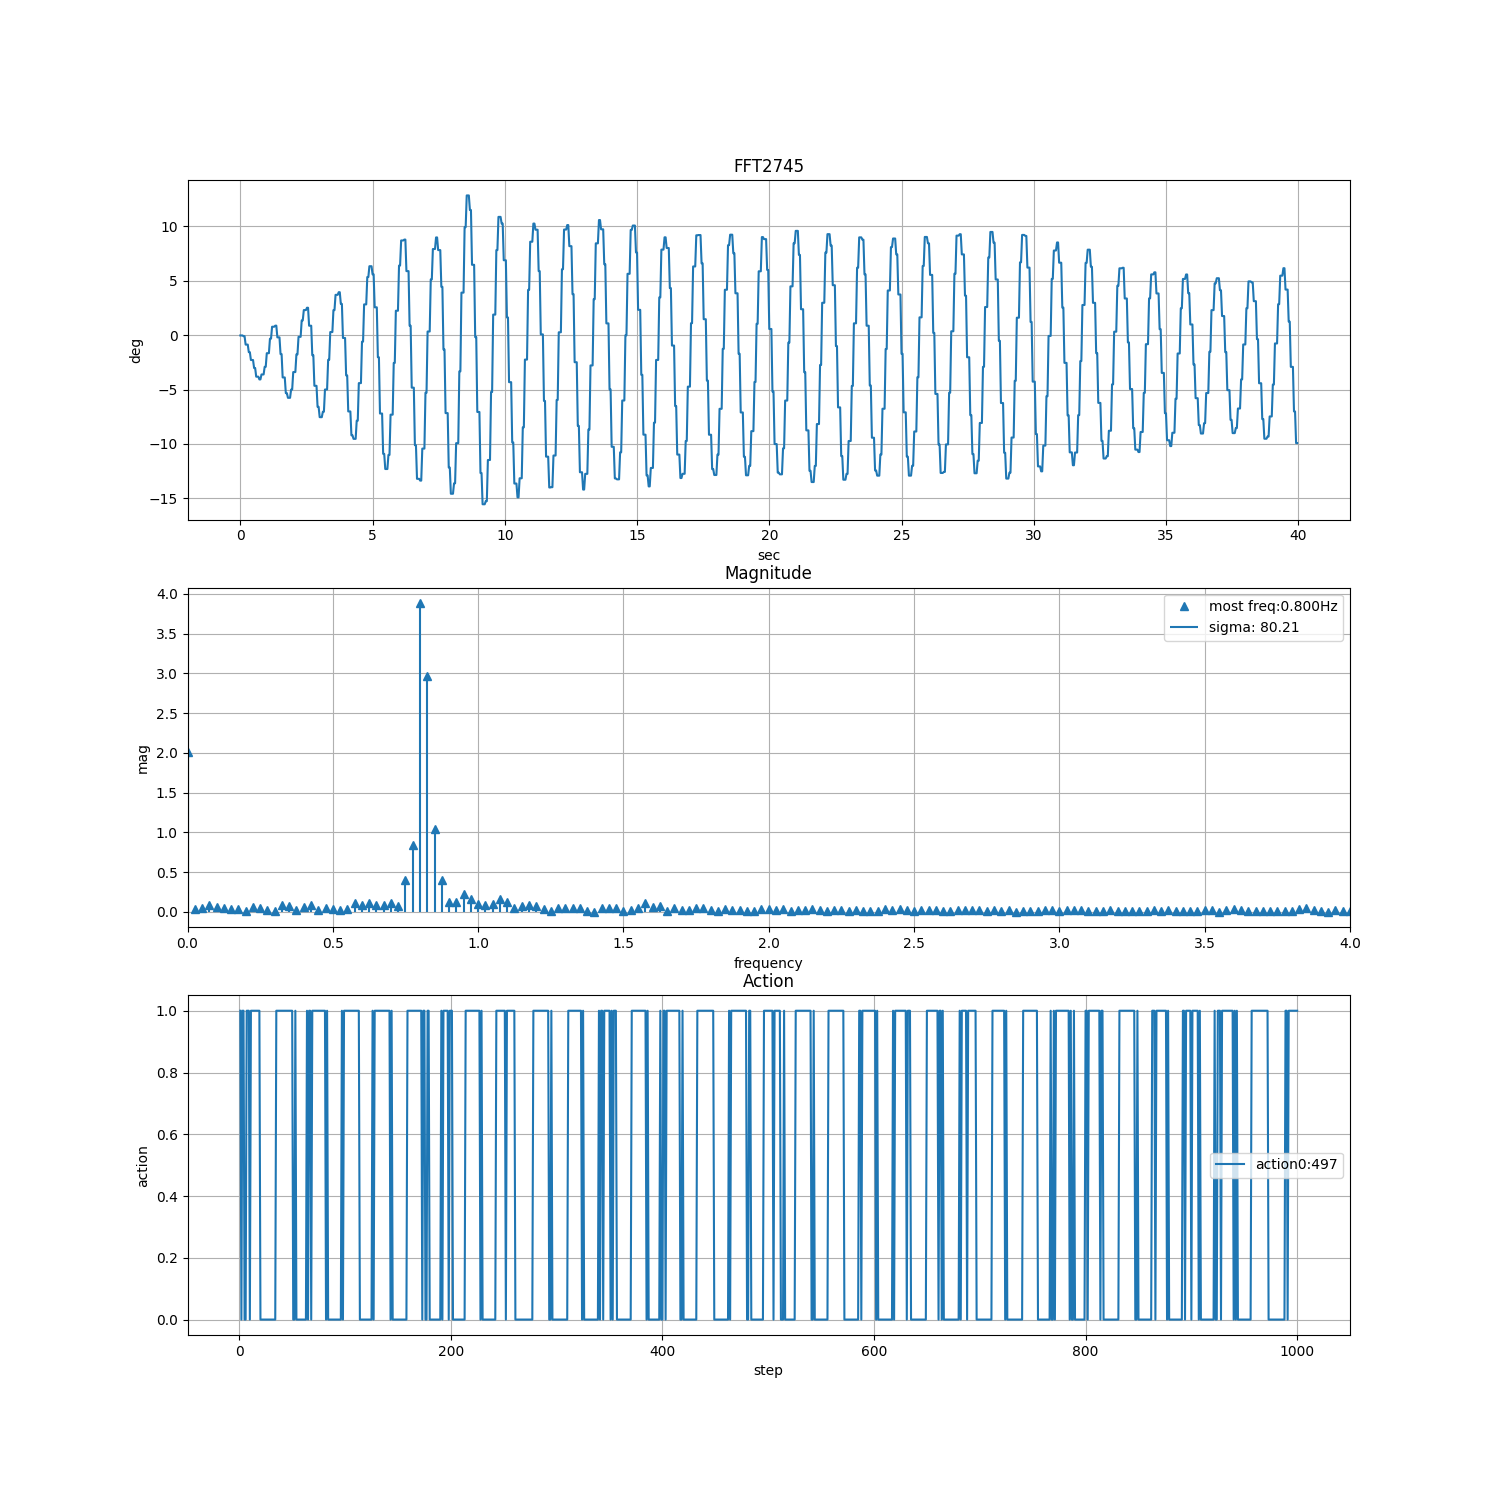 FFT2745
10
5
0
−5
−10
−15
deg
0 5 10 15 20 25 30 35 40
sec
Magnitude
4.0
3.5
3.0
2.5
2.0
1.5
1.0
0.5
0.0
mag
most freq:0.800Hz
sigma: 80.21
0.0 0.5 1.0 1.5 2.0 2.5 3.0 3.5 4.0
frequency
Action
1.0
0.8
0.6
0.4
0.2
0.0
action
action0:497
0 200 400 600 800 1000
step